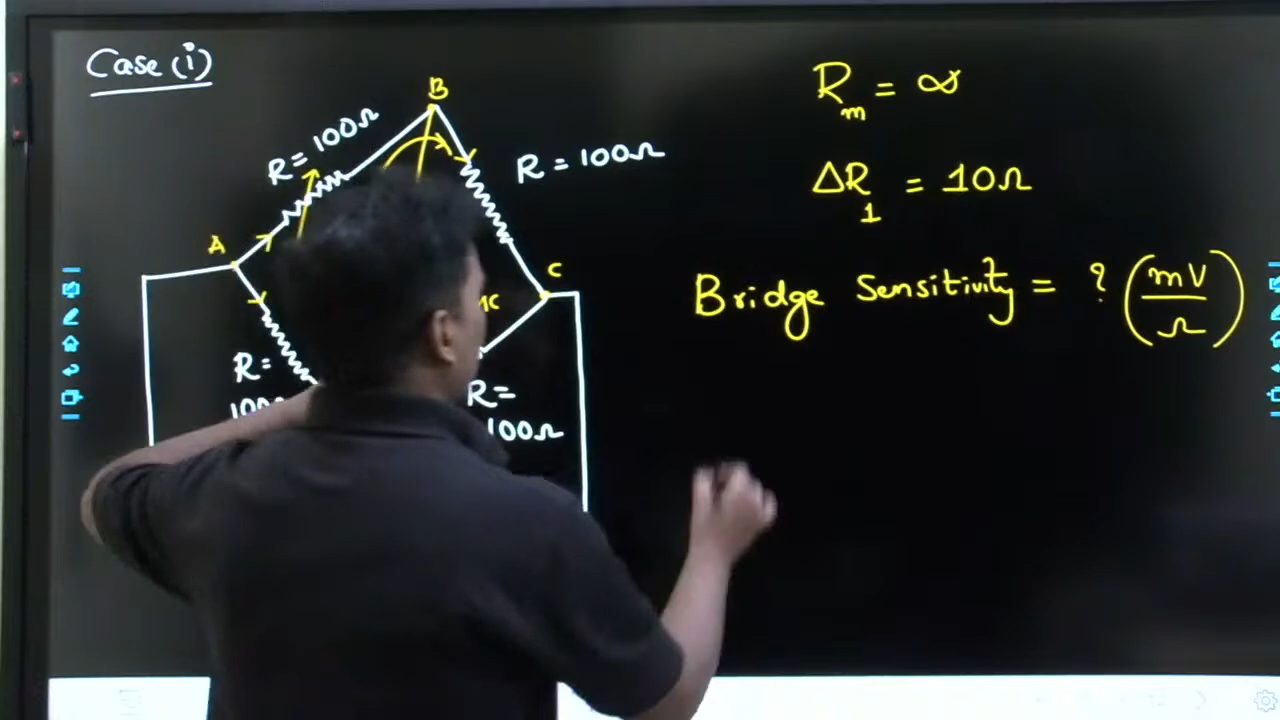 Case (i)
B
R = 100Ω
R = 100Ω
A
C
R =
R =
100Ω
R_m = ∞
ΔR_1 = 10Ω
Bridge Sensitivity = ? (mV/Ω)